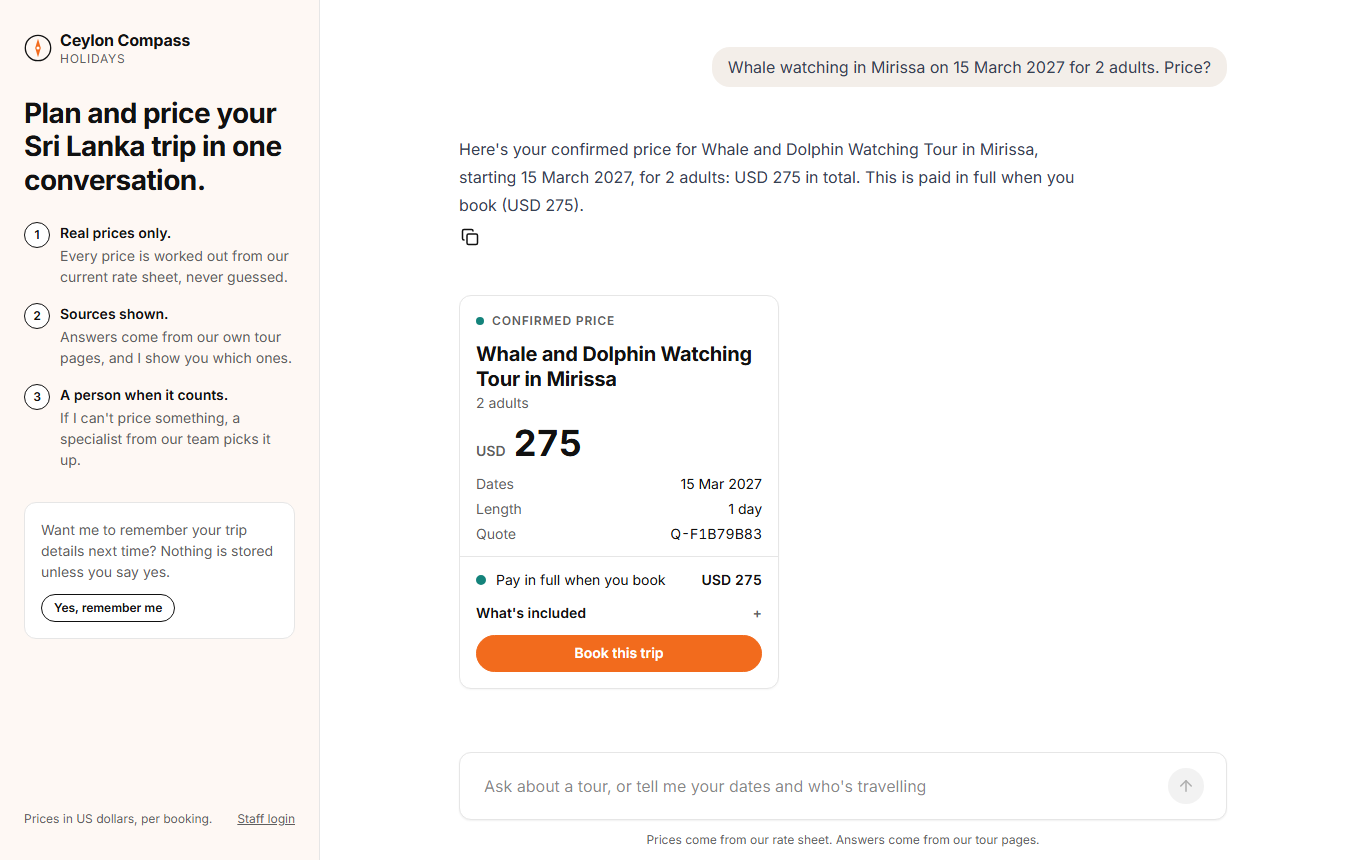 Ceylon Compass
HOLIDAYS
Plan and price your
Sri Lanka trip in one
conversation.
1
Real prices only.
Every price is worked out from our
current rate sheet, never guessed.
2
Sources shown.
Answers come from our own tour
pages, and I show you which ones.
3
A person when it counts.
If I can't price something, a
specialist from our team picks it
up.
Want me to remember your trip
details next time? Nothing is stored
unless you say yes.
Yes, remember me
Prices in US dollars, per booking.
Staff login
Whale watching in Mirissa on 15 March 2027 for 2 adults. Price?
Here's your confirmed price for Whale and Dolphin Watching Tour in Mirissa,
starting 15 March 2027, for 2 adults: USD 275 in total. This is paid in full when you
book (USD 275).
CONFIRMED PRICE
Whale and Dolphin Watching
Tour in Mirissa
2 adults
USD 275
Dates 15 Mar 2027
Length 1 day
Quote Q-F1B79B83
Pay in full when you book USD 275
What's included +
Book this trip
Ask about a tour, or tell me your dates and who's travelling
Prices come from our rate sheet. Answers come from our tour pages.